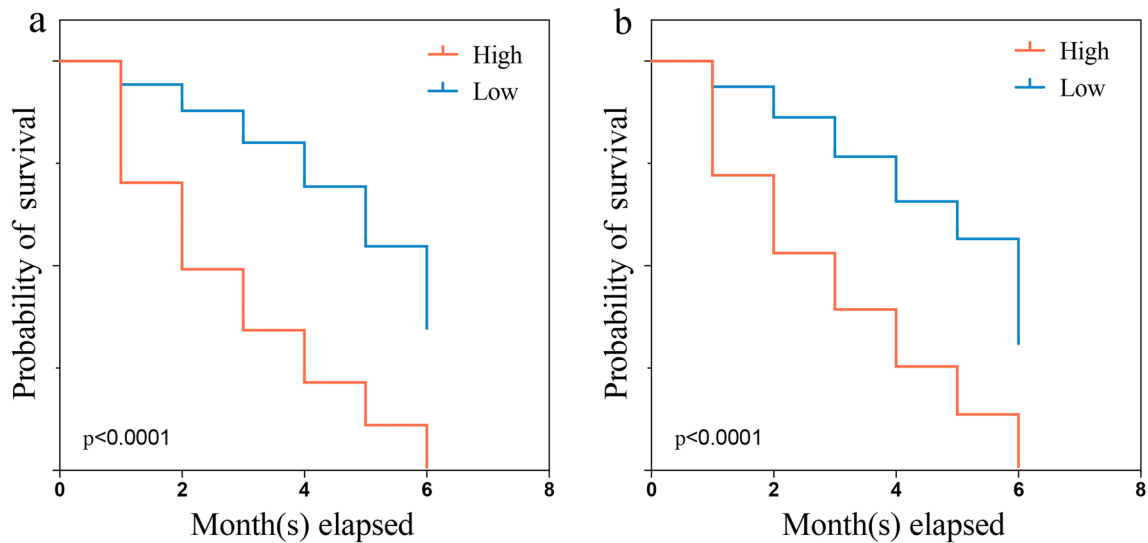 a
High
Low
Probability of survival
p<0.0001
0 2 4 6 8
Month(s) elapsed
b
High
Low
Probability of survival
p<0.0001
0 2 4 6 8
Month(s) elapsed